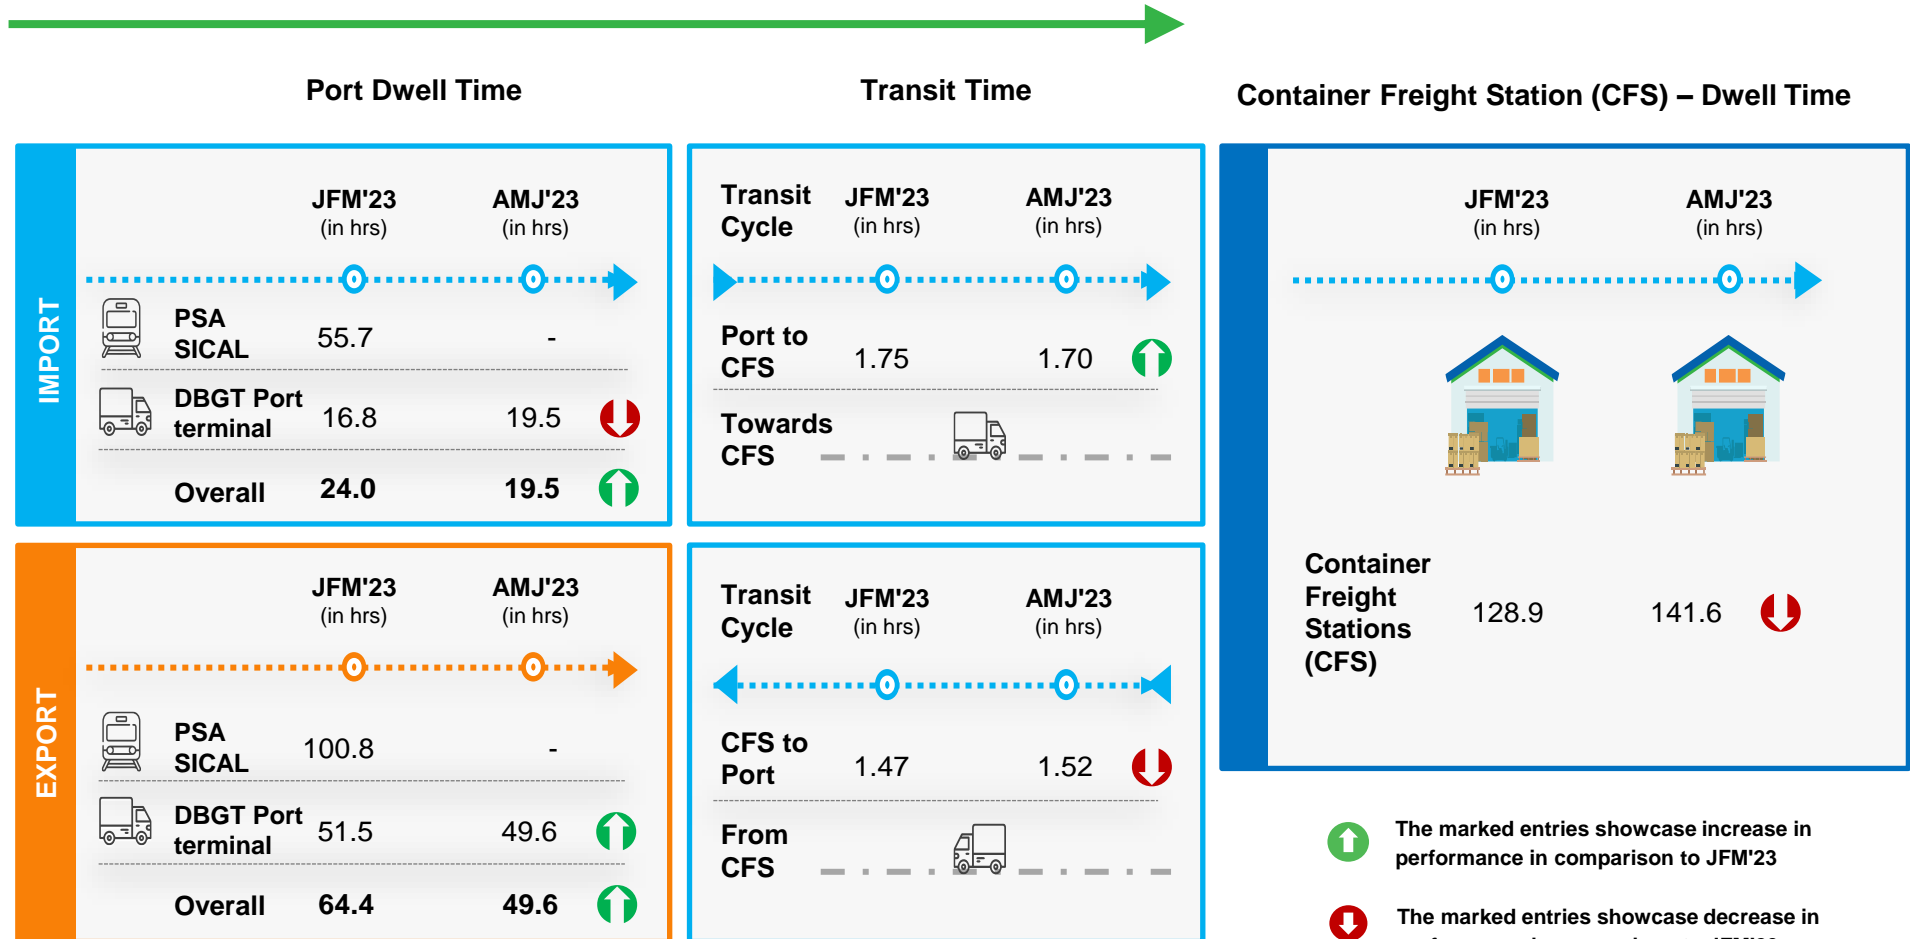 Port Dwell Time
Transit Time
Container Freight Station (CFS) – Dwell Time
IMPORT
JFM'23 AMJ'23
(in hrs) (in hrs)
PSA
SICAL 55.7 -
DBGT Port
terminal 16.8 19.5
Overall 24.0 19.5
Transit
Cycle
JFM'23 AMJ'23
(in hrs) (in hrs)
Port to
CFS 1.75 1.70
Towards
CFS
JFM'23 AMJ'23
(in hrs) (in hrs)
Container
Freight
Stations
(CFS)
128.9 141.6
EXPORT
JFM'23 AMJ'23
(in hrs) (in hrs)
PSA
SICAL 100.8 -
DBGT Port
terminal 51.5 49.6
Overall 64.4 49.6
Transit
Cycle
JFM'23 AMJ'23
(in hrs) (in hrs)
CFS to
Port 1.47 1.52
From
CFS
The marked entries showcase increase in
performance in comparison to JFM'23
The marked entries showcase decrease in